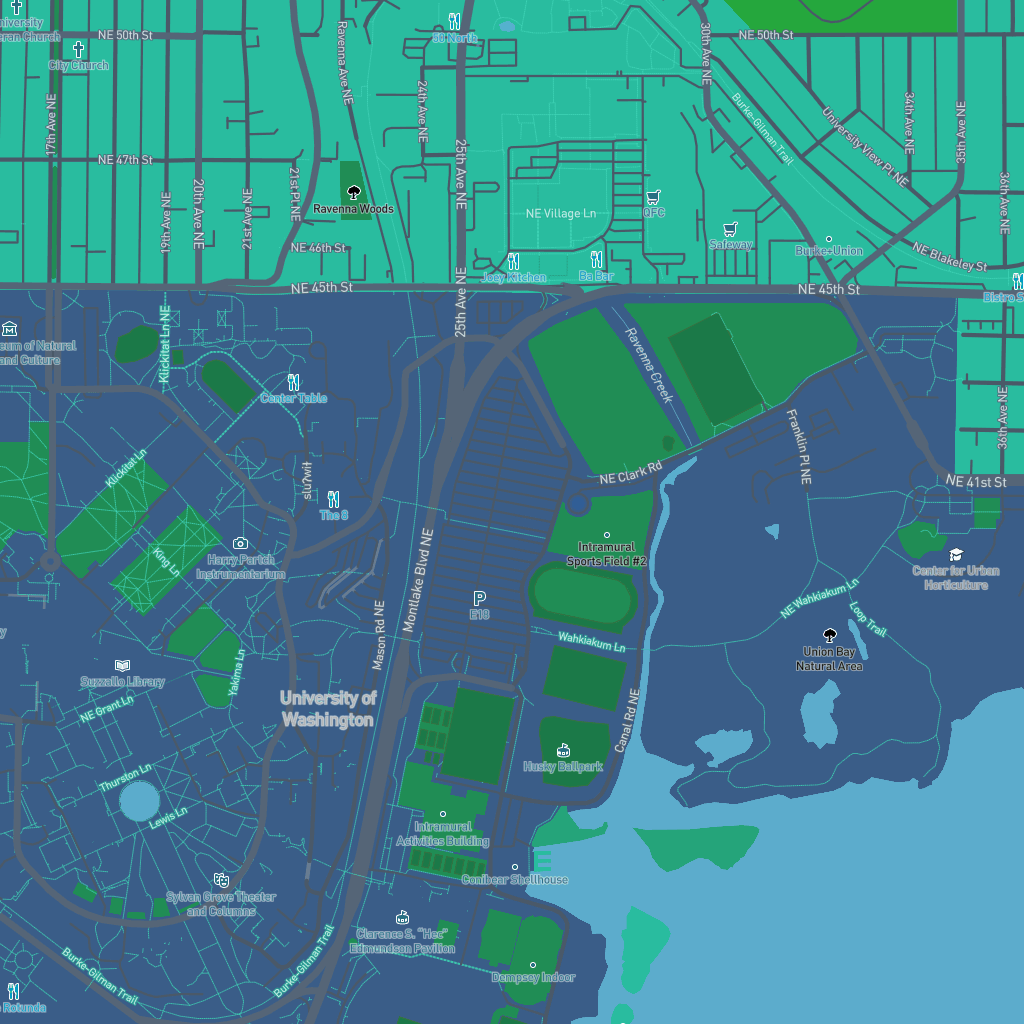 niversity
eran Church
City Church
NE 50th St
50 North
NE 50th St
17th Ave NE
Ravenna Ave NE
24th Ave NE
25th Ave NE
30th Ave NE
Burke-Gilman Trail
University View Pl NE
34th Ave NE
35th Ave NE
36th Ave NE
NE 47th St
19th Ave NE
20th Ave NE
21st Ave NE
21st Pl NE
Ravenna Woods
NE 46th St
NE Village Ln
QFC
Safeway
Burke+Union
NE Blakeley St
Joey Kitchen
Ba Bar
Bistro S
NE 45th St
25th Ave NE
NE 45th St
eum of Natural
and Culture
Klickitat Ln NE
Center Table
Ravenna Creek
36th Ave NE
Klickitat Ln
sluʔwiɫ
The 8
NE Clark Rd
Franklin Pl NE
NE 41st St
King Ln
Harry Partch
Instrumentarium
Montlake Blvd NE
Mason Rd NE
E18
Intramural
Sports Field #2
Wahkiakum Ln
NE Wahkiakum Ln
Loop Trail
Center for Urban
Horticulture
Union Bay
Natural Area
Suzzallo Library
Yakima Ln
NE Grant Ln
University of
Washington
Canal Rd NE
Husky Ballpark
Thurston Ln
Lewis Ln
Intramural
Activities Building
Conibear Shellhouse
Sylvan Grove Theater
and Columns
Clarence S. "Hec"
Edmundson Pavilion
Dempsey Indoor
Burke-Gilman Trail
Burke-Gilman Trail
Rotunda